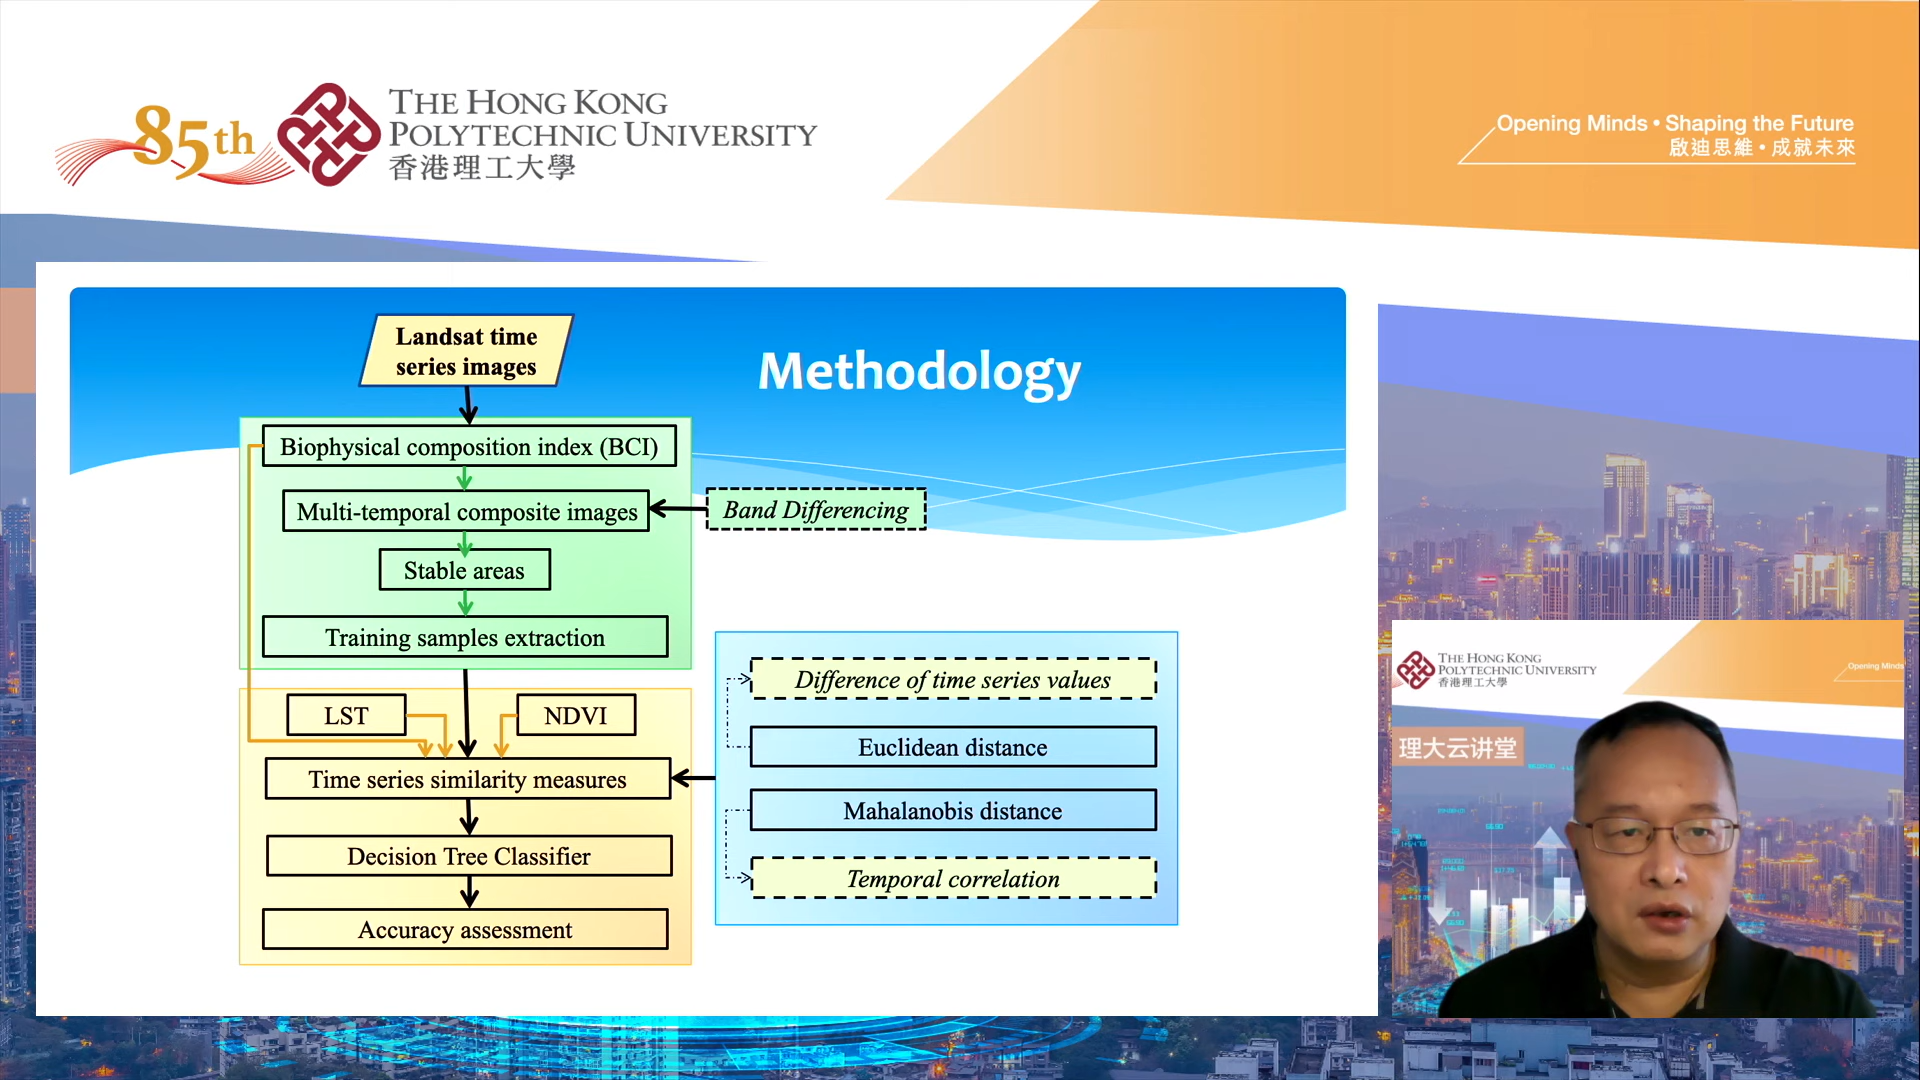 85th
THE HONG KONG
POLYTECHNIC UNIVERSITY
香港理工大學
Opening Minds • Shaping the Future
啟迪思維 • 成就未來
Methodology
Landsat time
series images
Biophysical composition index (BCI)
Multi-temporal composite images
Band Differencing
Stable areas
Training samples extraction
LST
NDVI
Time series similarity measures
Decision Tree Classifier
Accuracy assessment
Difference of time series values
Euclidean distance
Mahalanobis distance
Temporal correlation
THE HONG KONG
POLYTECHNIC UNIVERSITY
香港理工大學
Opening Minds
理大云讲堂